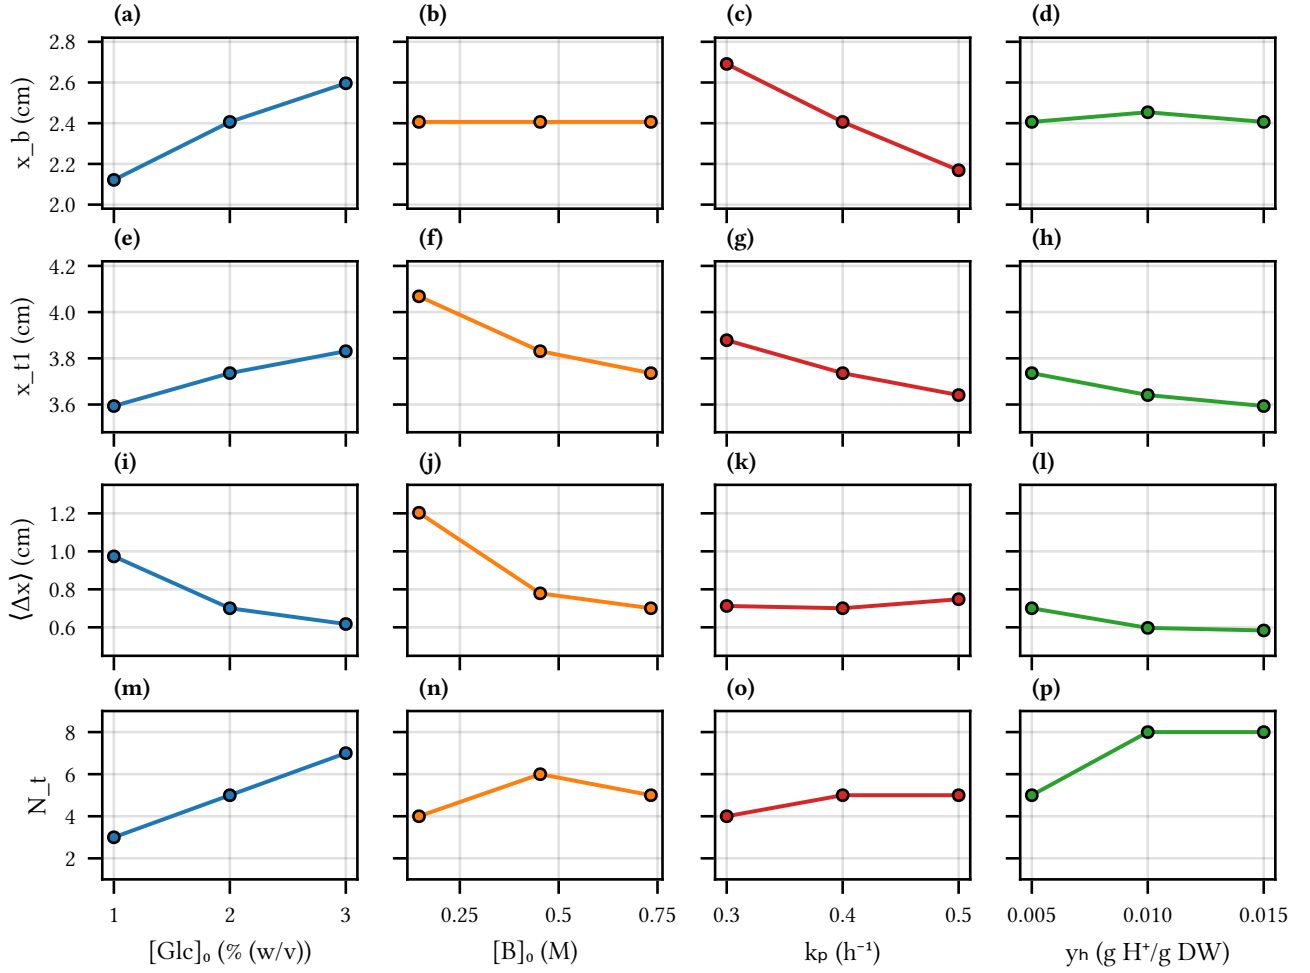 (a) (b) (c) (d)
2.8
2.6
2.4
2.2
2.0
x_b (cm)
(e) (f) (g) (h)
4.2
4.0
3.8
3.6
x_t1 (cm)
(i) (j) (k) (l)
1.2
1.0
0.8
0.6
⟨Δx⟩ (cm)
(m) (n) (o) (p)
8
6
4
2
N_t
1 2 3 0.25 0.50 0.75 0.3 0.4 0.5 0.005 0.010 0.015
[Glc]₀ (% (w/v)) [B]₀ (M) kₚ (h⁻¹) yₕ (g H⁺/g DW)